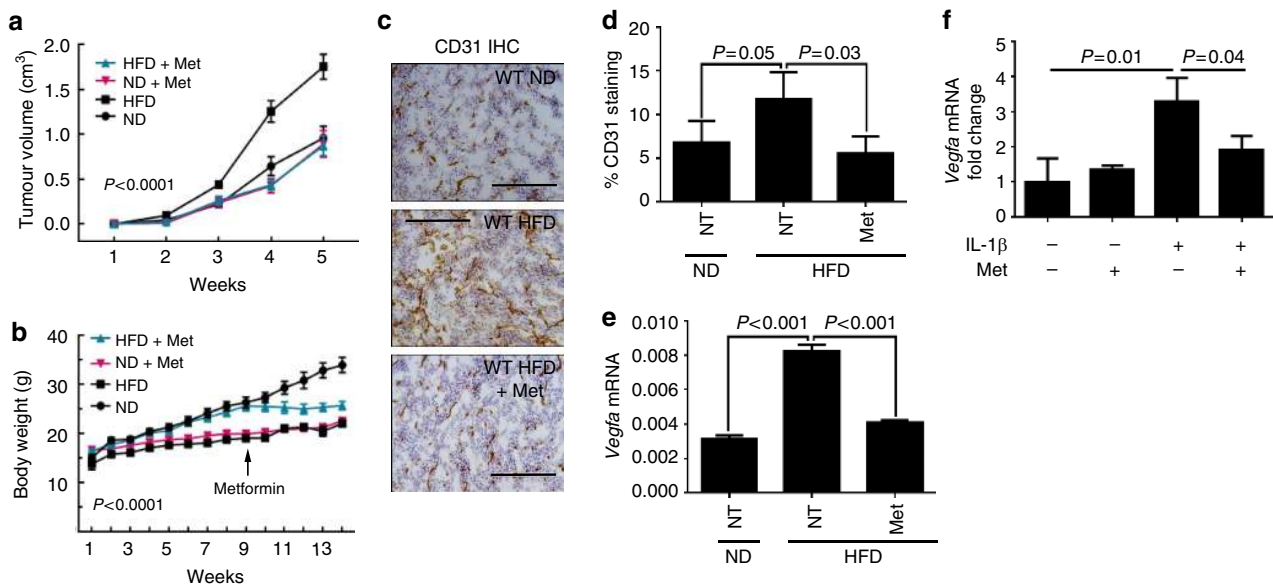 a
Tumour volume (cm³)
2.0
1.5
1.0
0.5
0.0
HFD + Met
ND + Met
HFD
ND
P<0.0001
1 2 3 4 5
Weeks
b
Body weight (g)
40
30
20
10
HFD + Met
ND + Met
HFD
ND
Metformin
P<0.0001
1 3 5 7 9 11 13
Weeks
c
CD31 IHC
WT ND
WT HFD
WT HFD
+ Met
d
% CD31 staining
20
15
10
5
0
P=0.05 P=0.03
NT NT Met
ND HFD
e
Vegfa mRNA
0.010
0.008
0.006
0.004
0.002
0.000
P<0.001 P<0.001
NT NT Met
ND HFD
f
Vegfa mRNA
fold change
5
4
3
2
1
0
P=0.01 P=0.04
IL-1β – – + +
Met – + – +